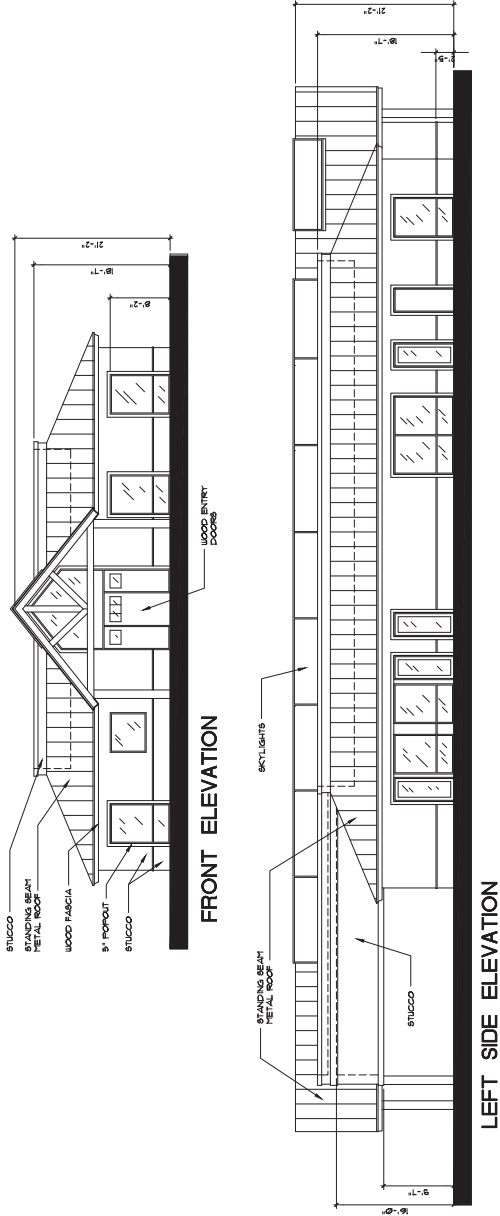 21'-2"
18'-7"
8'-2"
STUCCO
STANDING SEAM
METAL ROOF
WOOD FASCIA
3" POPOUT
STUCCO
WOOD ENTRY
DOORS
FRONT ELEVATION
21'-2"
18'-7"
2'-5"
SKYLIGHTS
STANDING SEAM
METAL ROOF
STUCCO
9'-7"
16'-0"
LEFT SIDE ELEVATION